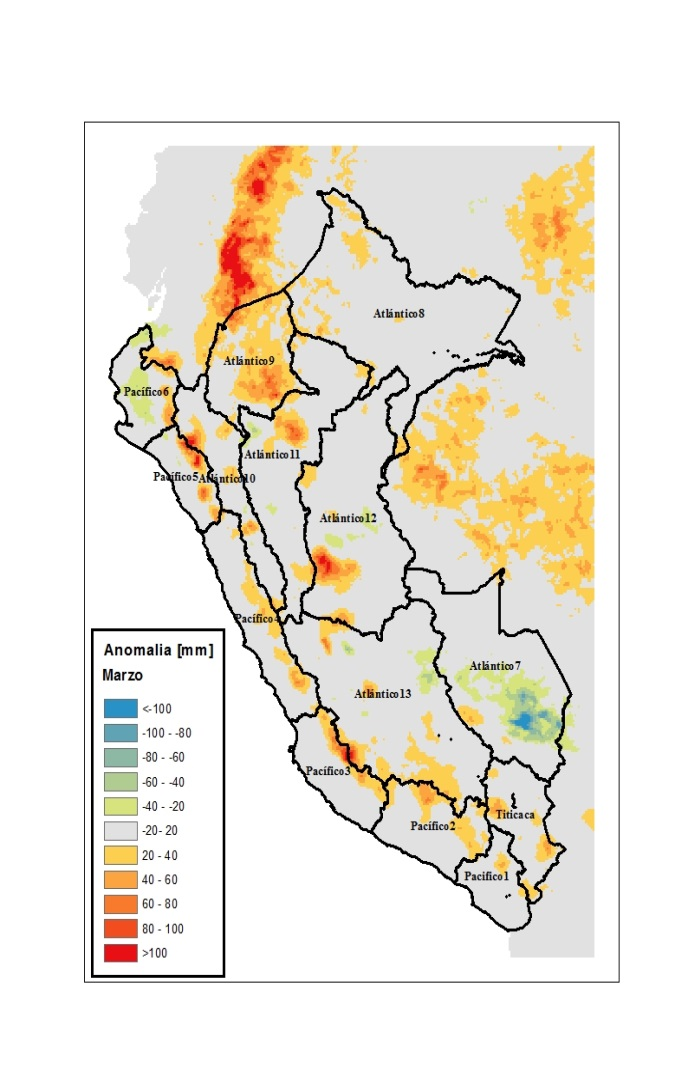 Atlántico8
Atlántico9
Pacífico6
Atlántico11
Pacífico5
Atlántico10
Atlántico12
Pacífico4
Atlántico7
Atlántico13
Pacífico3
Titicaca
Pacífico2
Pacífico1
Anomalia [mm]
Marzo
<-100
-100 - -80
-80 - -60
-60 - -40
-40 - -20
-20- 20
20 - 40
40 - 60
60 - 80
80 - 100
>100